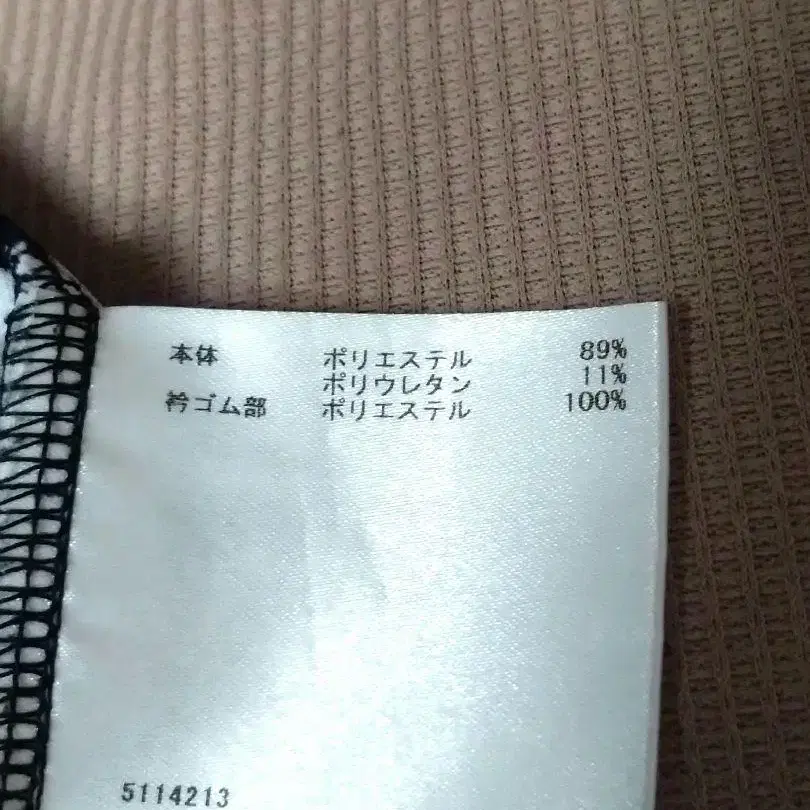 本体 ポリエステル 89%
ポリウレタン 11%
衿ゴム部 ポリエステル 100%
5114213